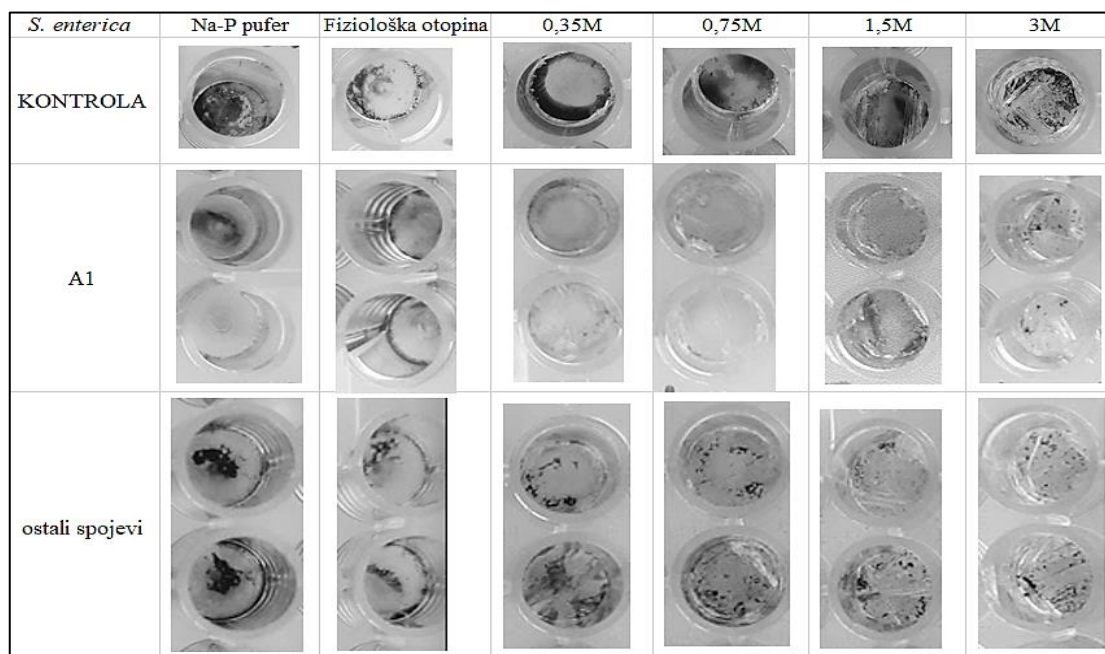 S. enterica Na-P pufer Fiziološka otopina 0,35M 0,75M 1,5M 3M
KONTROLA
A1
ostali spojevi